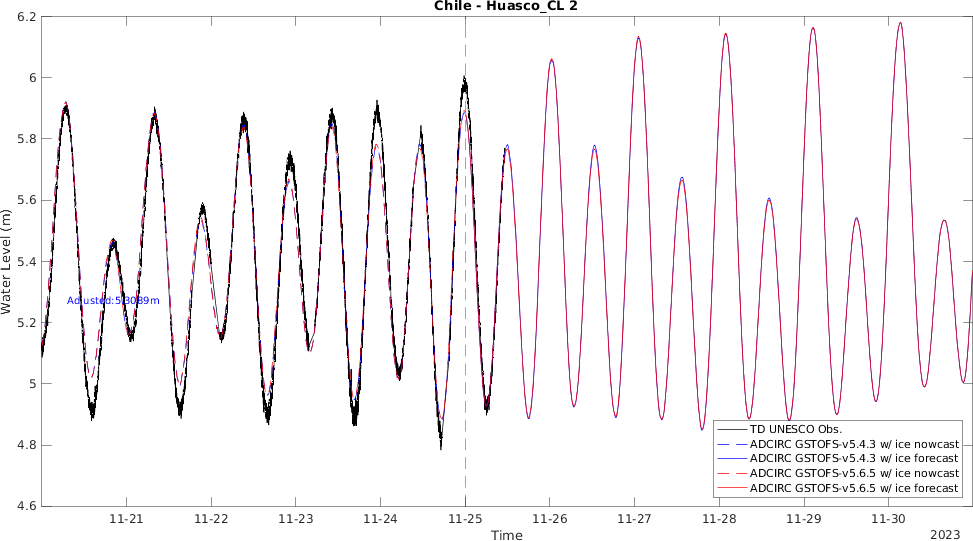 Chile - Huasco_CL 2
Water Level (m)
6.2
6
5.8
5.6
5.4
5.2
5
4.8
4.6
Adjusted:5.3089m
TD UNESCO Obs.
ADCIRC GSTOFS-v5.4.3 w/ ice nowcast
ADCIRC GSTOFS-v5.4.3 w/ ice forecast
ADCIRC GSTOFS-v5.6.5 w/ ice nowcast
ADCIRC GSTOFS-v5.6.5 w/ ice forecast
11-21
11-22
11-23
11-24
11-25
11-26
11-27
11-28
11-29
11-30
Time
2023